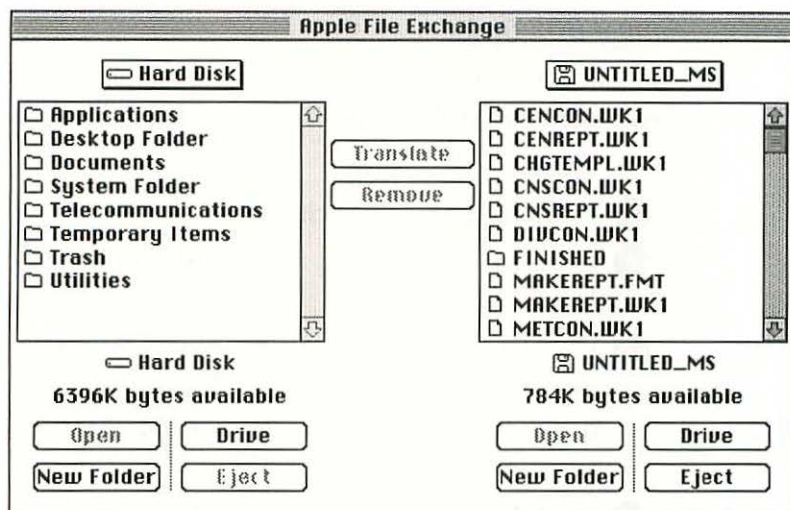 Apple File Exchange
Hard Disk
Applications
Desktop Folder
Documents
System Folder
Telecommunications
Temporary Items
Trash
Utilities
Hard Disk
6396K bytes available
Open
Drive
New Folder
Eject
Translate
Remove
UNTITLED_MS
CENCON.WK1
CENREPT.WK1
CHGTEMPL.WK1
CNSCON.WK1
CNSREPT.WK1
DIVCON.WK1
FINISHED
MAKEREPT.FMT
MAKEREPT.WK1
METCON.WK1
UNTITLED_MS
784K bytes available
Open
Drive
New Folder
Eject